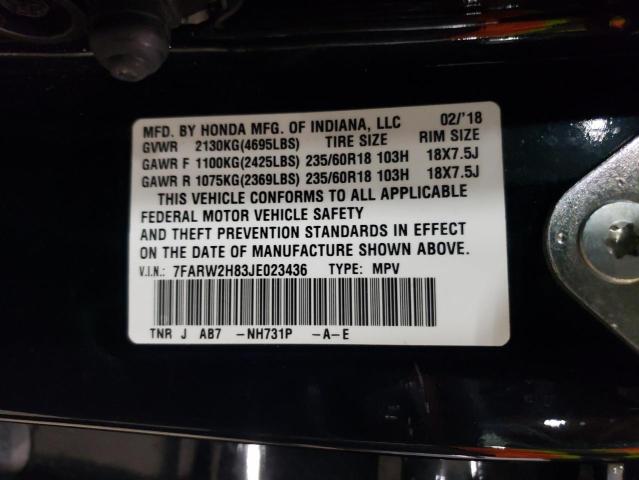 MFD. BY HONDA MFG. OF INDIANA, LLC 02/'18
GVWR 2130KG(4695LBS) TIRE SIZE RIM SIZE
GAWR F 1100KG(2425LBS) 235/60R18 103H 18X7.5J
GAWR R 1075KG(2369LBS) 235/60R18 103H 18X7.5J
THIS VEHICLE CONFORMS TO ALL APPLICABLE
FEDERAL MOTOR VEHICLE SAFETY
AND THEFT PREVENTION STANDARDS IN EFFECT
ON THE DATE OF MANUFACTURE SHOWN ABOVE.
V.I.N.: 7FARW2H83JE023436 TYPE: MPV
TNR J AB7 -NH731P -A-E